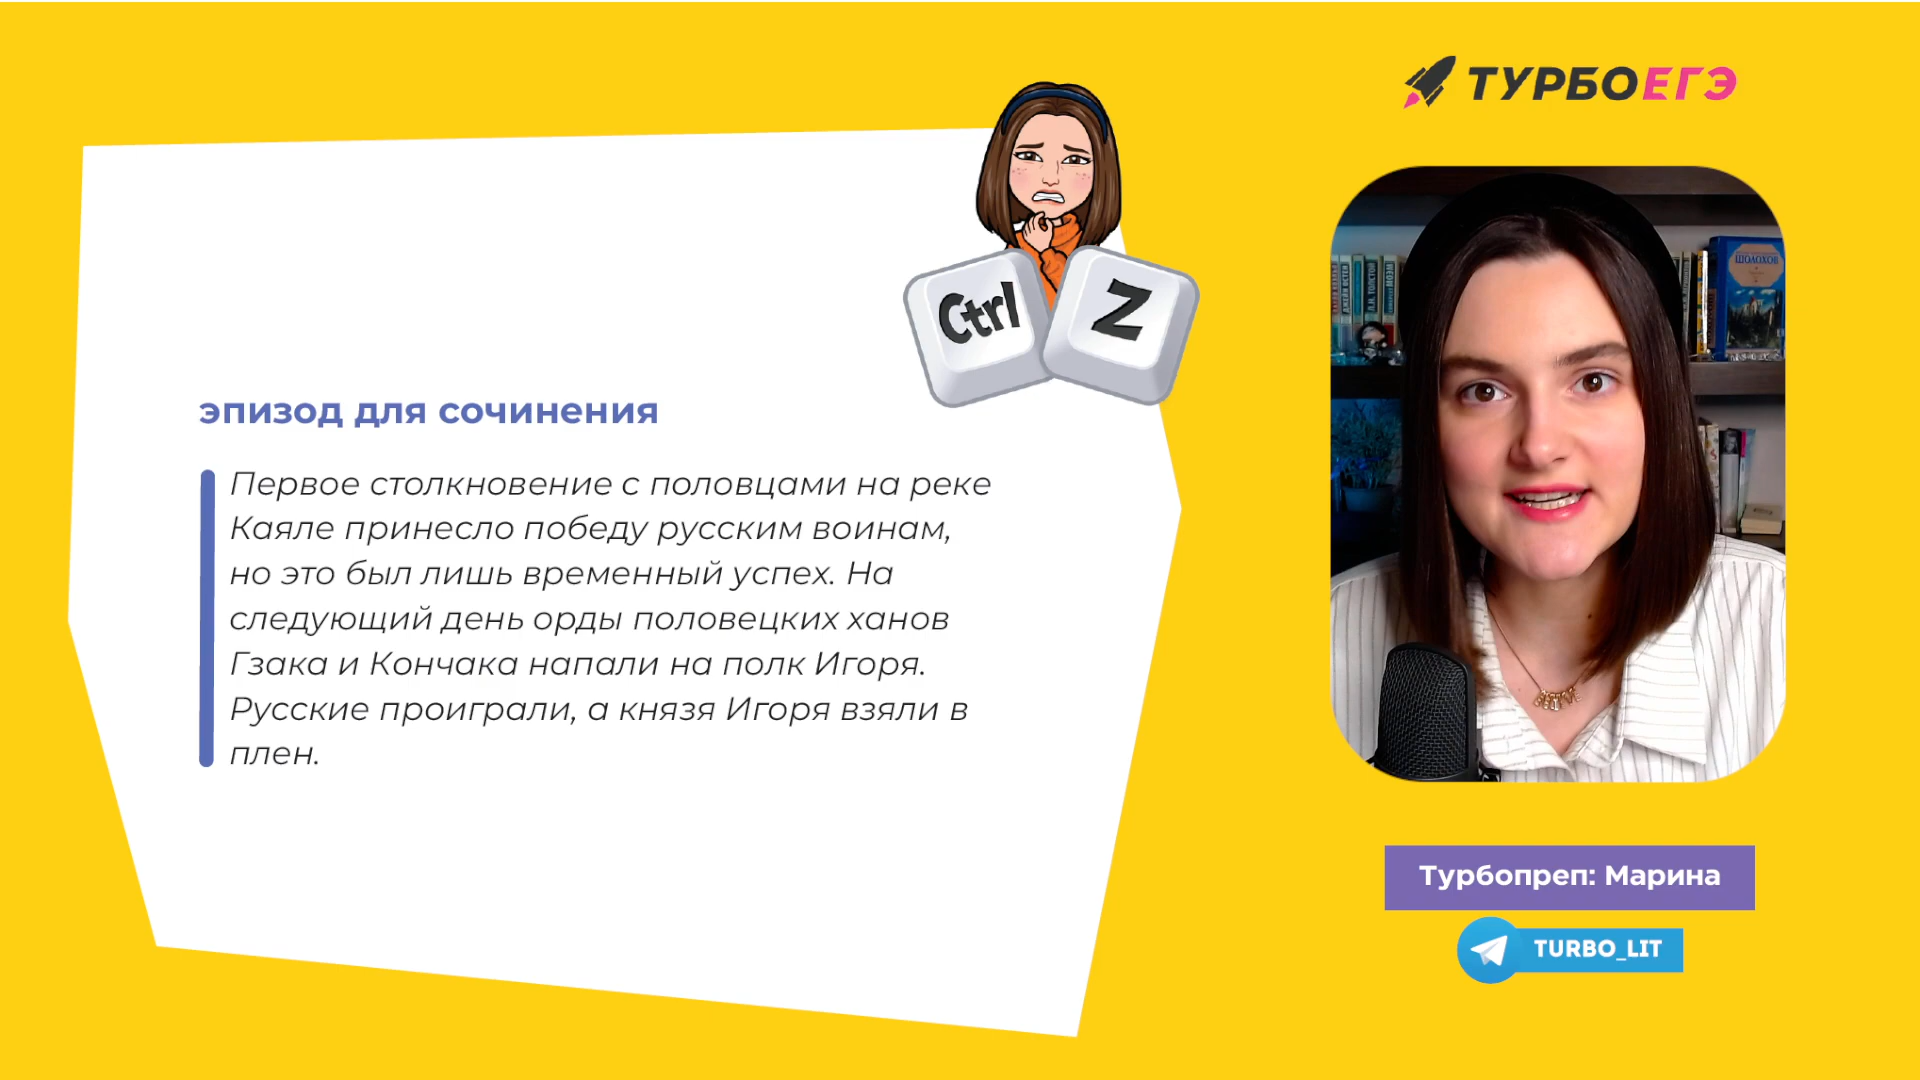 ТУРБОЕГЭ
Ctrl
Z
ШОЛОХОВ
Л.Н. ТОЛСТОЙ
эпизод для сочинения
Первое столкновение с половцами на реке
Каяле принесло победу русским воинам,
но это был лишь временный успех. На
следующий день орды половецких ханов
Гзака и Кончака напали на полк Игоря.
Русские проиграли, а князя Игоря взяли в
плен.
Турбопреп: Марина
TURBO_LIT